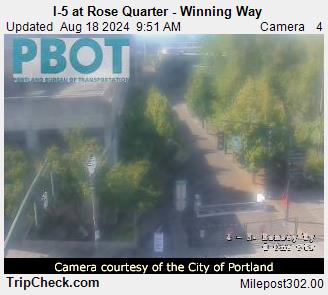 I-5 at Rose Quarter - Winning Way
Updated Aug 18 2024 9:51 AM Camera 4
PBOT
PORTLAND BUREAU OF TRANSPORTATION
Camera courtesy of the City of Portland
TripCheck.com Milepost302.00